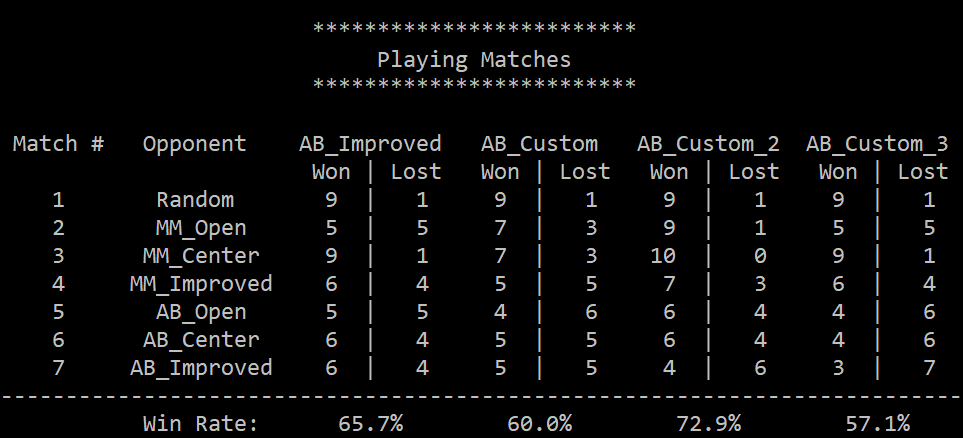 *************************
Playing Matches
*************************
Match # Opponent AB_Improved AB_Custom AB_Custom_2 AB_Custom_3
Won | Lost Won | Lost Won | Lost Won | Lost
1 Random 9 | 1 9 | 1 9 | 1 9 | 1
2 MM_Open 5 | 5 7 | 3 9 | 1 5 | 5
3 MM_Center 9 | 1 7 | 3 10 | 0 9 | 1
4 MM_Improved 6 | 4 5 | 5 7 | 3 6 | 4
5 AB_Open 5 | 5 4 | 6 6 | 4 4 | 6
6 AB_Center 6 | 4 5 | 5 6 | 4 4 | 6
7 AB_Improved 6 | 4 5 | 5 4 | 6 3 | 7
--------------------------------------------------------------------------
Win Rate: 65.7% 60.0% 72.9% 57.1%